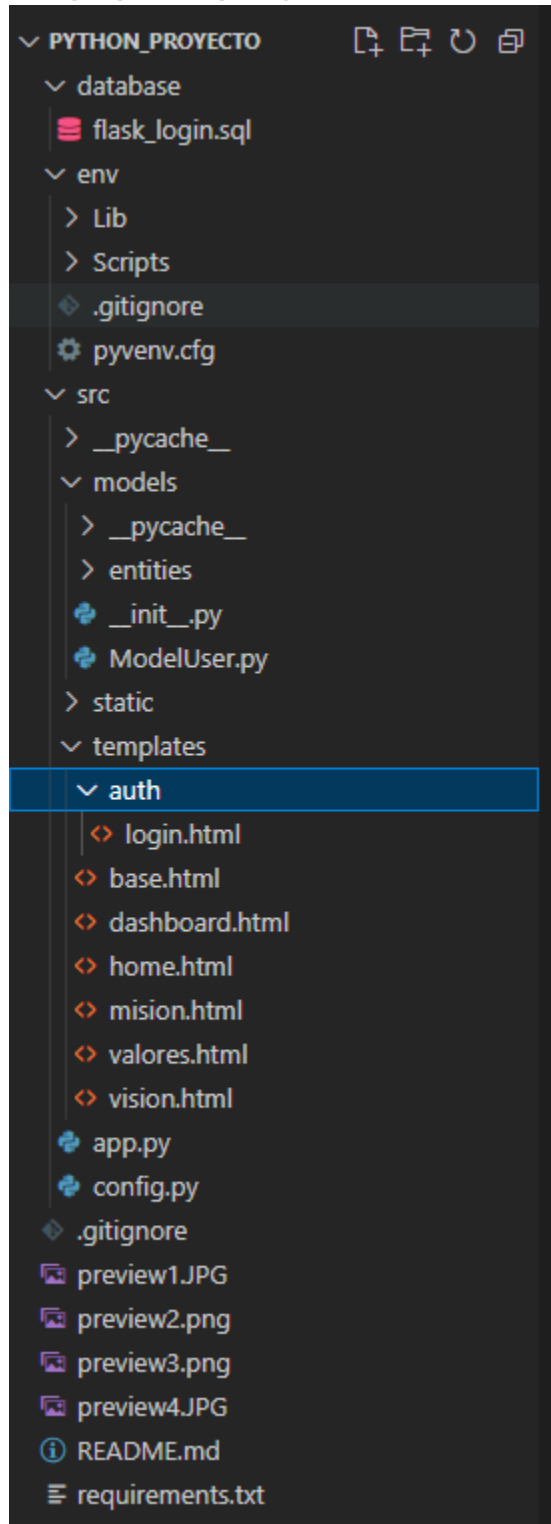 PYTHON_PROYECTO
database
flask_login.sql
env
Lib
Scripts
.gitignore
pyvenv.cfg
src
__pycache__
models
__pycache__
entities
__init__.py
ModelUser.py
static
templates
auth
login.html
base.html
dashboard.html
home.html
mision.html
valores.html
vision.html
app.py
config.py
.gitignore
preview1.JPG
preview2.png
preview3.png
preview4.JPG
README.md
requirements.txt